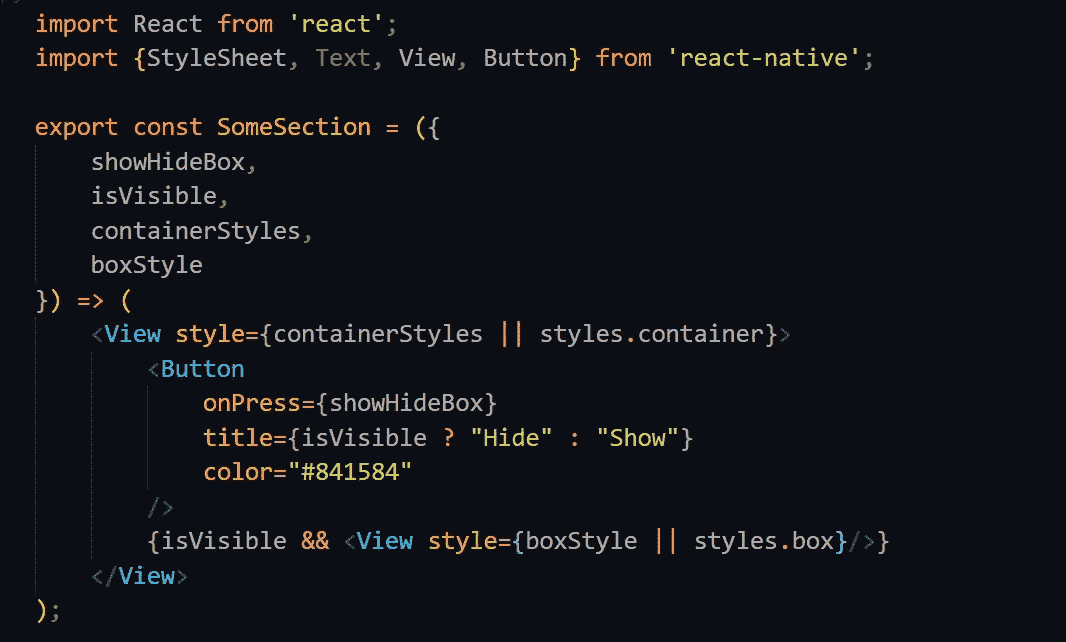 import React from 'react';
import {StyleSheet, Text, View, Button} from 'react-native';

export const SomeSection = ({
    showHideBox,
    isVisible,
    containerStyles,
    boxStyle
}) => (
    <View style={containerStyles || styles.container}>
        <Button
            onPress={showHideBox}
            title={isVisible ? "Hide" : "Show"}
            color="#841584"
        />
        {isVisible && <View style={boxStyle || styles.box}/>}
    </View>
);